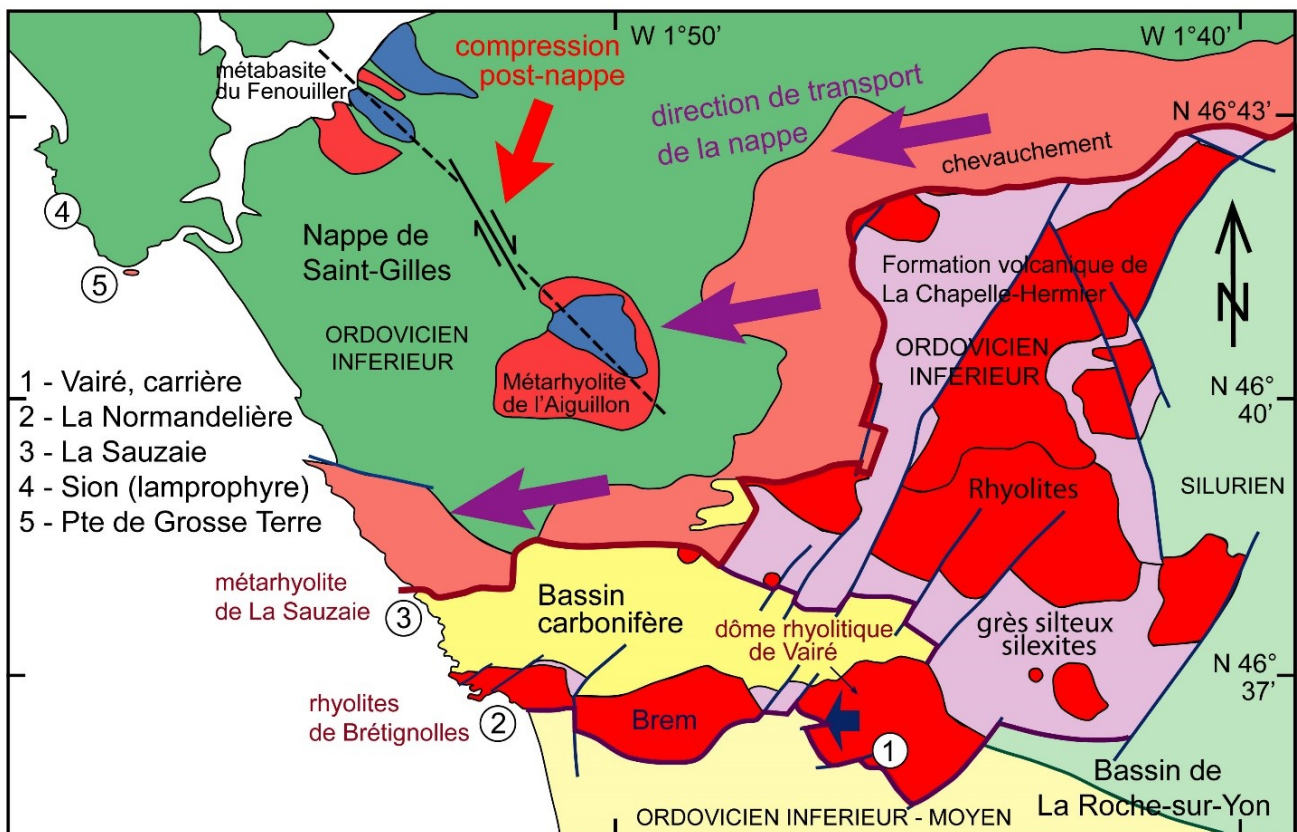 W 1°50'
W 1°40'
métabasite
du Fenouiller
compression
post-nappe
direction de transport
de la nappe
N 46°43'
chevauchement
4
Nappe de
Saint-Gilles
5
Formation volcanique de
La Chapelle-Hermier
N
ORDOVICIEN
INFERIEUR
ORDOVICIEN
INFERIEUR
Métarhyolite
de l'Aiguillon
N 46°
40'
1 - Vairé, carrière
2 - La Normandelière
3 - La Sauzaie
4 - Sion (lamprophyre)
5 - Pte de Grosse Terre
Rhyolites
SILURIEN
métarhyolite
de La Sauzaie
3
Bassin
carbonifère
dôme rhyolitique
de Vairé
grès silteux
silexites
N 46°
37'
rhyolites
de Brétignolles
2
Brem
1
Bassin de
La Roche-sur-Yon
ORDOVICIEN INFERIEUR - MOYEN